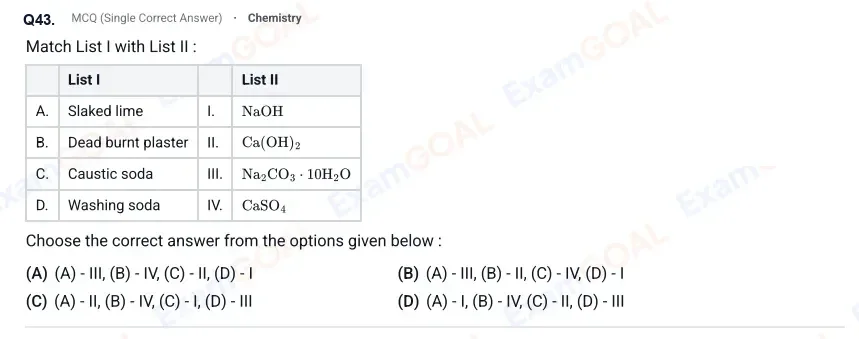 Q43. MCQ (Single Correct Answer) · Chemistry
Match List I with List II :
List I List II
A. Slaked lime I. NaOH
B. Dead burnt plaster II. Ca(OH)₂
C. Caustic soda III. Na₂CO₃ · 10H₂O
D. Washing soda IV. CaSO₄
Choose the correct answer from the options given below :
(A) (A) - III, (B) - IV, (C) - II, (D) - I (B) (A) - III, (B) - II, (C) - IV, (D) - I
(C) (A) - II, (B) - IV, (C) - I, (D) - III (D) (A) - I, (B) - IV, (C) - II, (D) - III
ExamGOAL